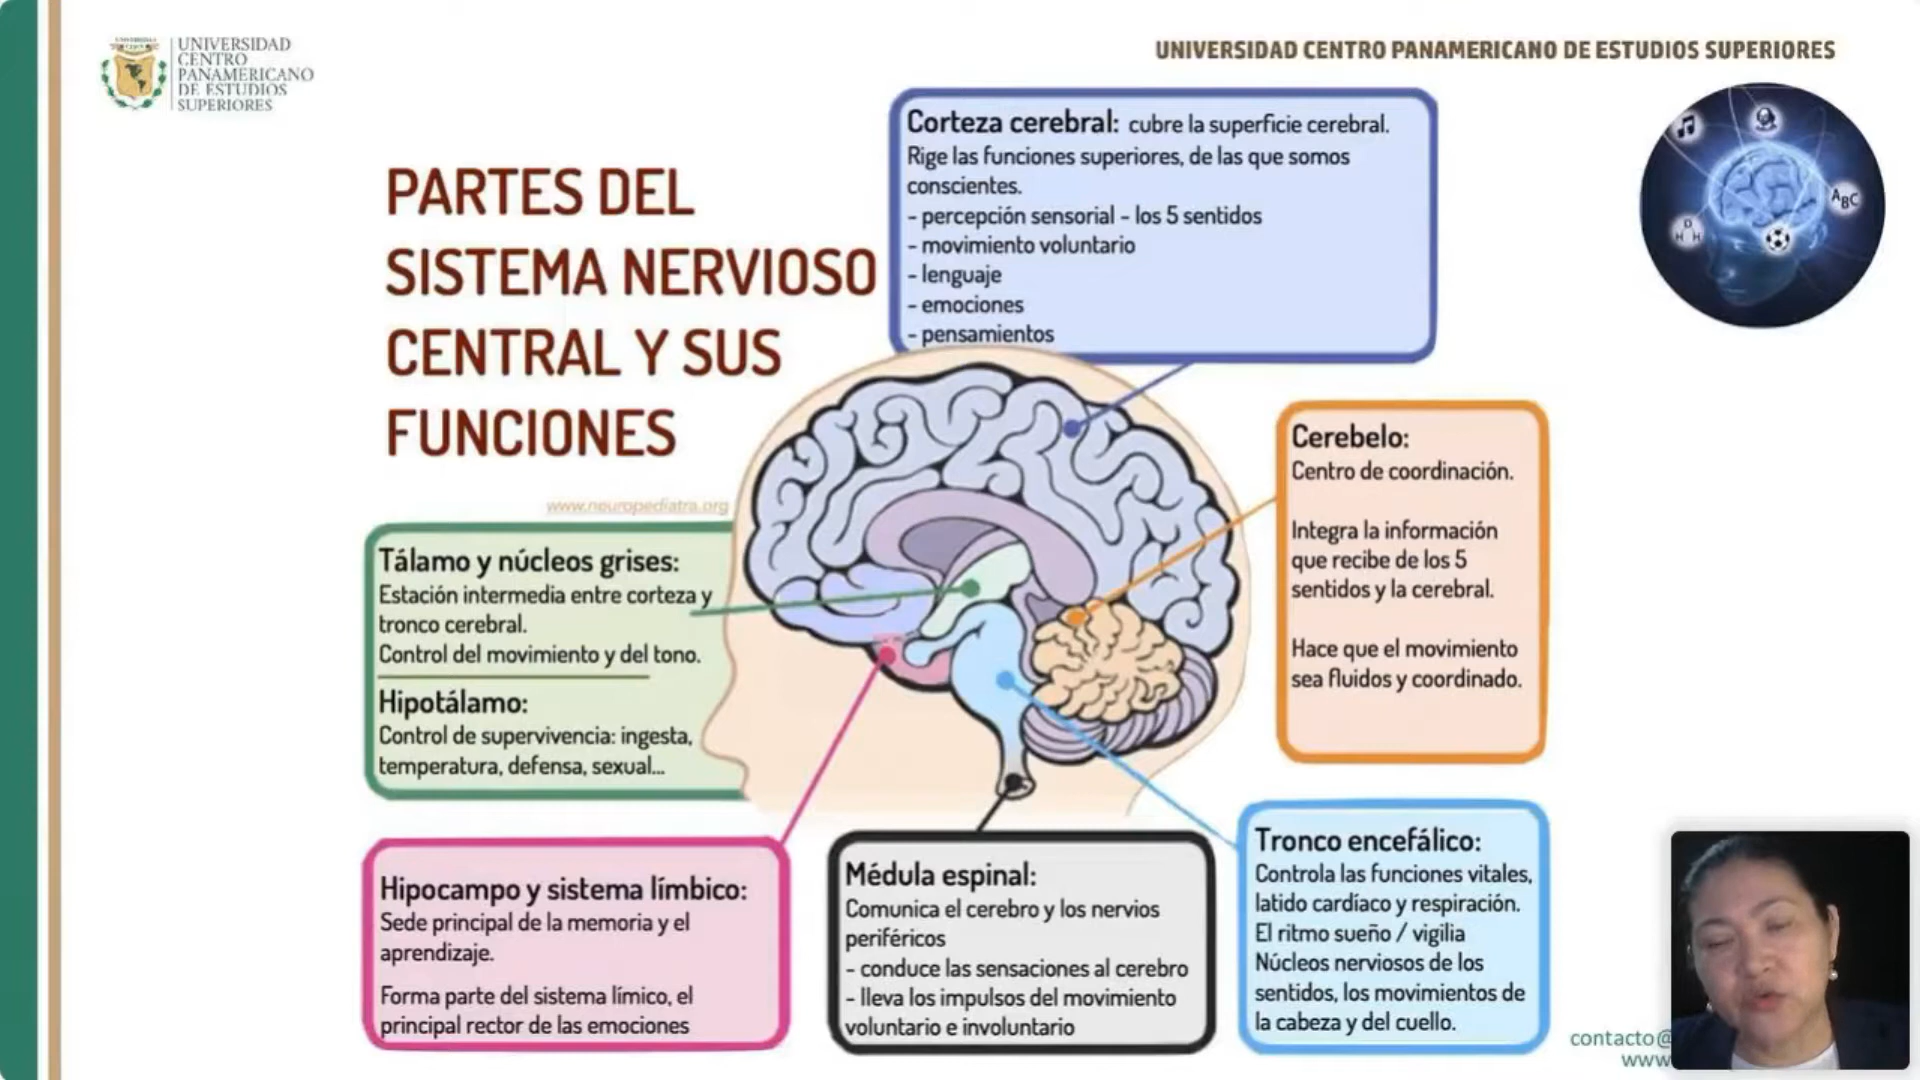 UNIVERSIDAD
CENTRO
PANAMERICANO
DE ESTUDIOS
SUPERIORES
UNIVERSIDAD CENTRO PANAMERICANO DE ESTUDIOS SUPERIORES
PARTES DEL
SISTEMA NERVIOSO
CENTRAL Y SUS
FUNCIONES
www.neuropediatra.org
Corteza cerebral: cubre la superficie cerebral.
Rige las funciones superiores, de las que somos
conscientes.
- percepción sensorial - los 5 sentidos
- movimiento voluntario
- lenguaje
- emociones
- pensamientos
ABC
H D H
Cerebelo:
Centro de coordinación.
Integra la información
que recibe de los 5
sentidos y la cerebral.
Hace que el movimiento
sea fluidos y coordinado.
Tálamo y núcleos grises:
Estación intermedia entre corteza y
tronco cerebral.
Control del movimiento y del tono.
Hipotálamo:
Control de supervivencia: ingesta,
temperatura, defensa, sexual...
Hipocampo y sistema límbico:
Sede principal de la memoria y el
aprendizaje.
Forma parte del sistema límico, el
principal rector de las emociones
Médula espinal:
Comunica el cerebro y los nervios
periféricos
- conduce las sensaciones al cerebro
- lleva los impulsos del movimiento
voluntario e involuntario
Tronco encefálico:
Controla las funciones vitales,
latido cardíaco y respiración.
El ritmo sueño / vigilia
Núcleos nerviosos de los
sentidos, los movimientos de
la cabeza y del cuello.
contacto@
www